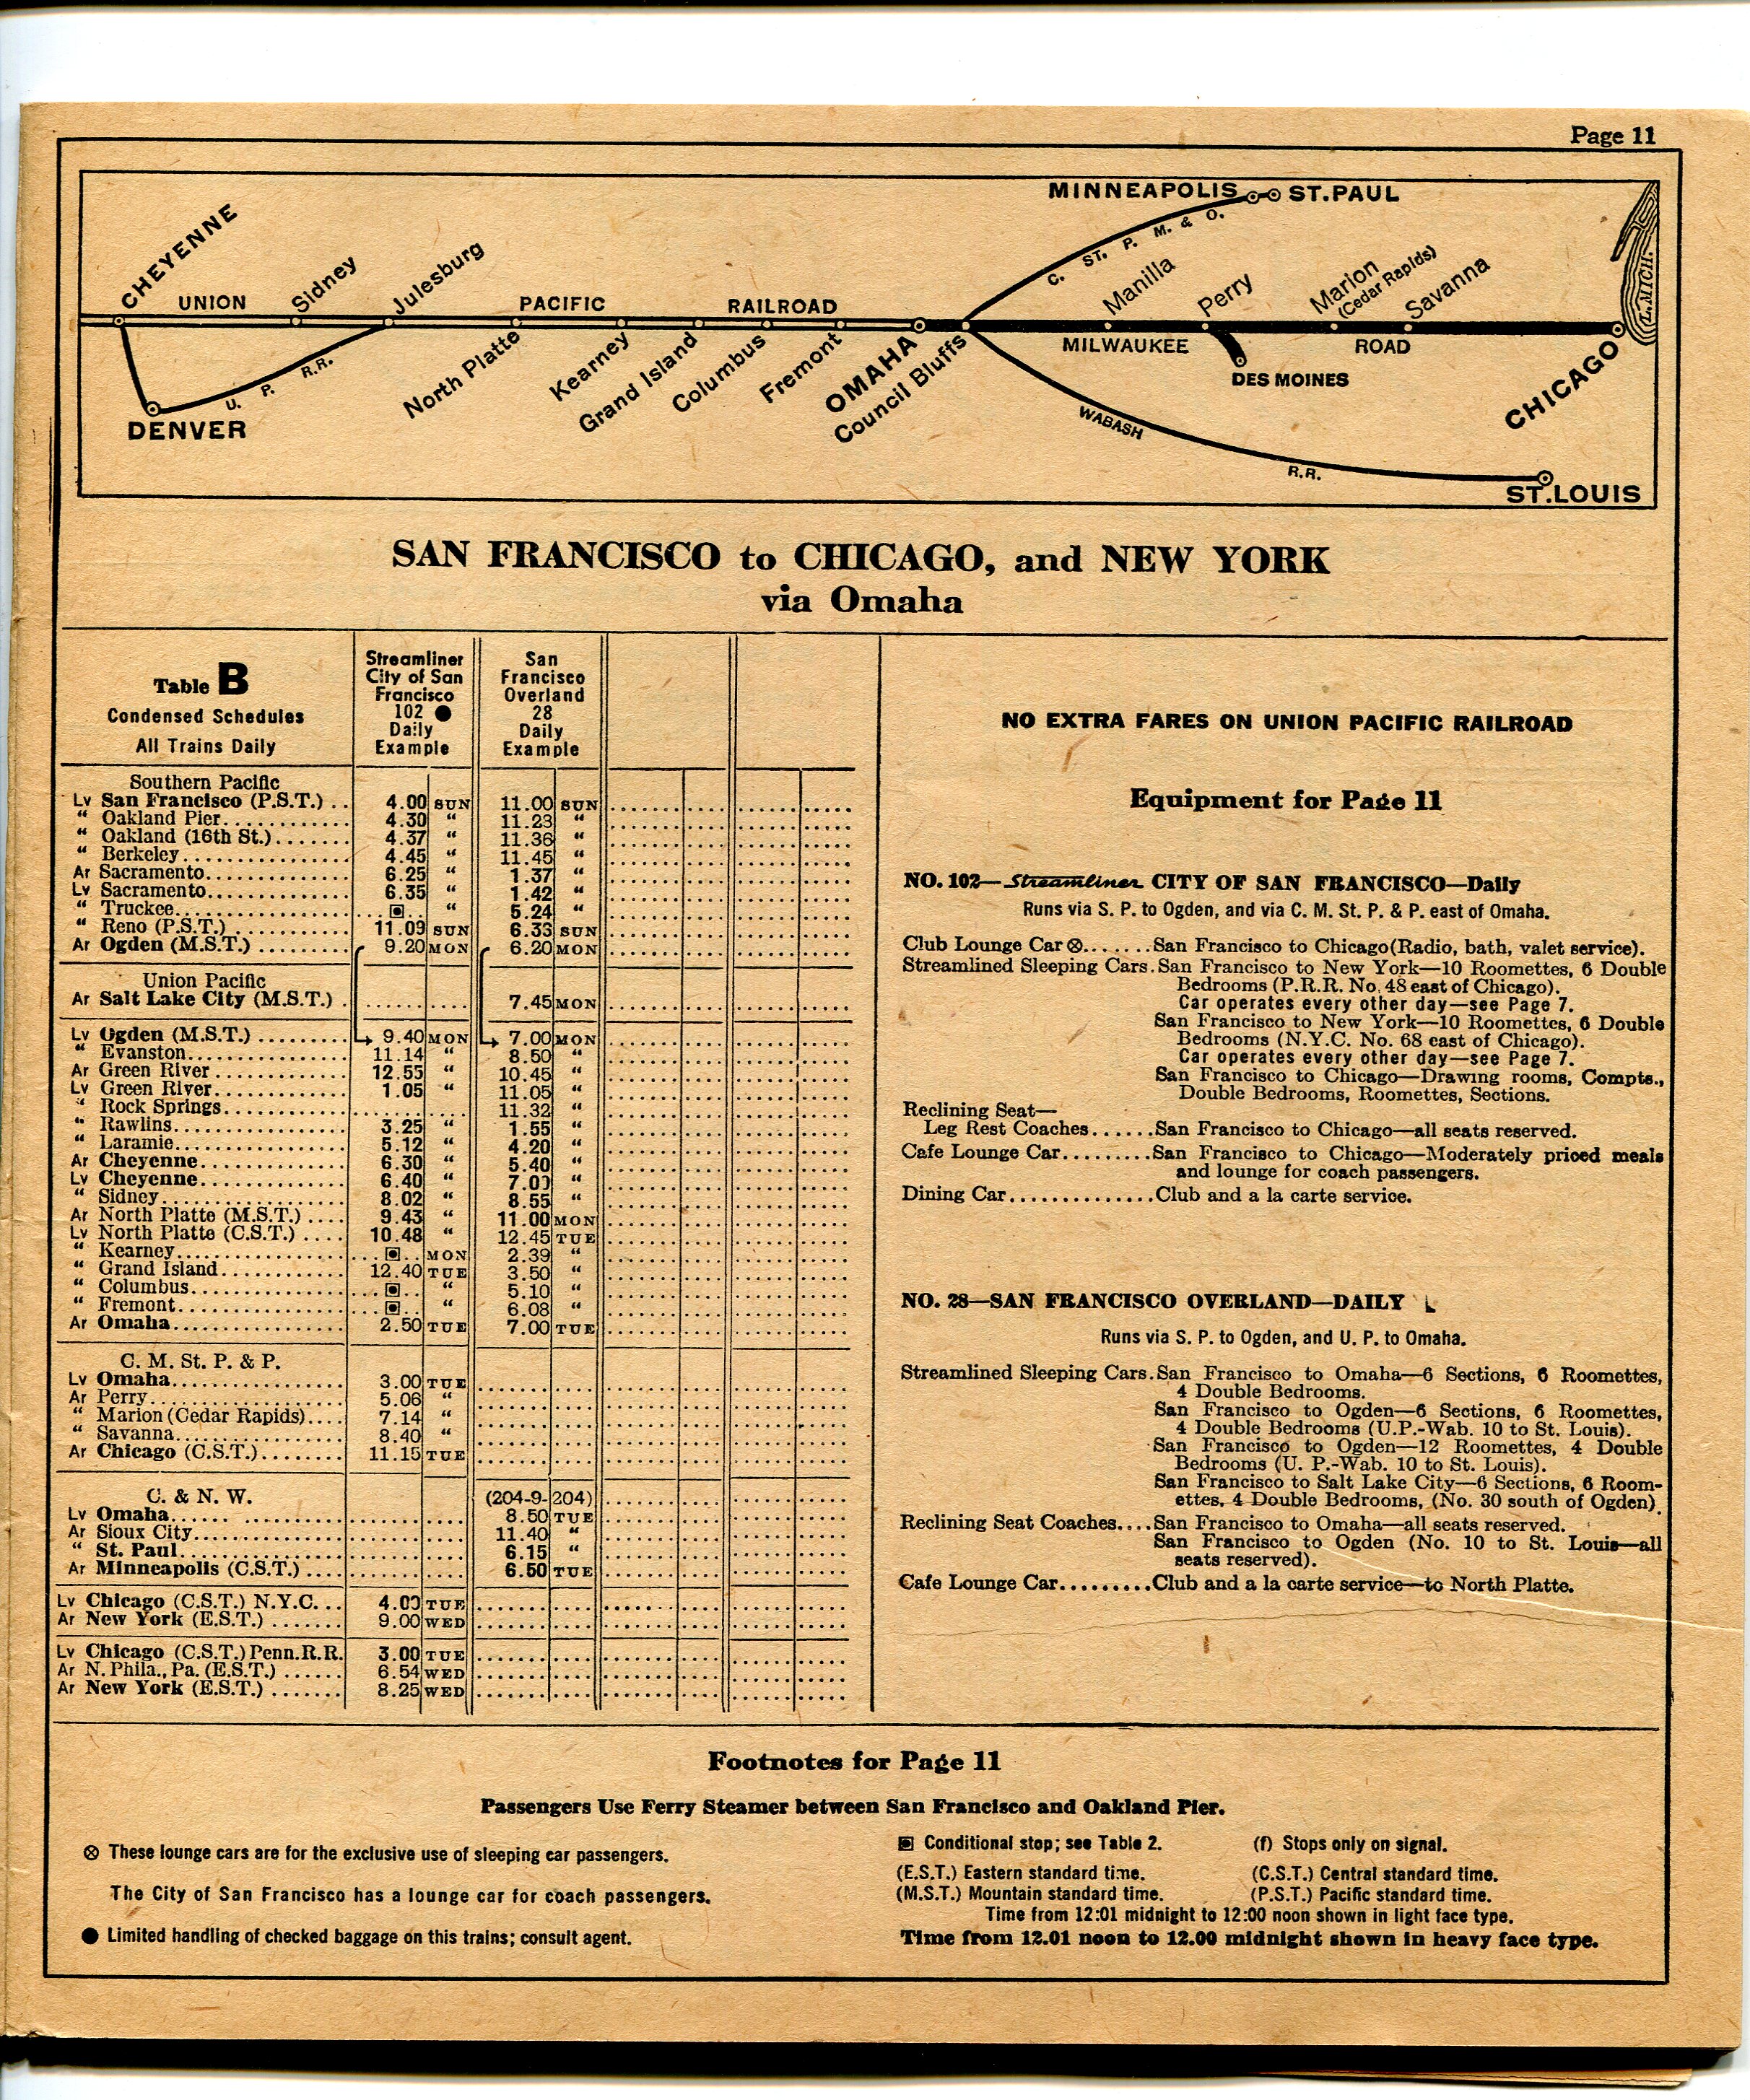 Page 11
MINNEAPOLIS ST. PAUL
C. ST. P. M. & O.
CHEYENNE
UNION
Sidney
Julesburg
PACIFIC
RAILROAD
Manilla
Perry
Marion
(Cedar Rapids)
Savanna
L. MICH.
U. P. R.R.
DENVER
North Platte
Kearney
Grand Island
Columbus
Fremont
OMAHA
Council Bluffs
MILWAUKEE
ROAD
DES MOINES
CHICAGO
WABASH
R.R.
ST. LOUIS
SAN FRANCISCO to CHICAGO, and NEW YORK
via Omaha
Table B
Condensed Schedules
All Trains Daily
Streamliner
City of San
Francisco
102 ●
Daily
Example
San
Francisco
Overland
28
Daily
Example
Southern Pacific
Lv San Francisco (P.S.T.) .. 4.00 SUN 11.00 SUN
“ Oakland Pier 4.30 “ 11.23 “
“ Oakland (16th St.) 4.37 “ 11.36 “
“ Berkeley 4.45 “ 11.45 “
Ar Sacramento 6.25 “ 1.37 “
Lv Sacramento 6.35 “ 1.42 “
“ Truckee ▣ “ 5.24 “
“ Reno (P.S.T.) 11.09 SUN 6.33 SUN
Ar Ogden (M.S.T.) 9.20 MON 6.20 MON
Union Pacific
Ar Salt Lake City (M.S.T.) 7.45 MON
Lv Ogden (M.S.T.) 9.40 MON 7.00 MON
“ Evanston 11.14 “ 8.50 “
Ar Green River 12.55 “ 10.45 “
Lv Green River 1.05 “ 11.05 “
“ Rock Springs 11.32 “
“ Rawlins 3.25 “ 1.55 “
“ Laramie 5.12 “ 4.20 “
Ar Cheyenne 6.30 “ 5.40 “
Lv Cheyenne 6.40 “ 7.00 “
“ Sidney 8.02 “ 8.55 “
Ar North Platte (M.S.T.) 9.43 “ 11.00 MON
Lv North Platte (C.S.T.) 10.48 “ 12.45 TUE
“ Kearney ▣ MON 2.39 “
“ Grand Island 12.40 TUE 3.50 “
“ Columbus ▣ “ 5.10 “
“ Fremont ▣ “ 6.08 “
Ar Omaha 2.50 TUE 7.00 TUE
C. M. St. P. & P.
Lv Omaha 3.00 TUE
Ar Perry 5.06 “
“ Marion (Cedar Rapids) 7.14 “
“ Savanna 8.40 “
Ar Chicago (C.S.T.) 11.15 TUE
C. & N. W. (204-9-204)
Lv Omaha 8.50 TUE
Ar Sioux City 11.40 “
“ St. Paul 6.15 “
Ar Minneapolis (C.S.T.) 6.50 TUE
Lv Chicago (C.S.T.) N.Y.C. 4.00 TUE
Ar New York (E.S.T.) 9.00 WED
Lv Chicago (C.S.T.) Penn.R.R. 3.00 TUE
Ar N. Phila., Pa. (E.S.T.) 6.54 WED
Ar New York (E.S.T.) 8.25 WED
NO EXTRA FARES ON UNION PACIFIC RAILROAD
Equipment for Page 11
NO. 102—Streamliner CITY OF SAN FRANCISCO—Daily
Runs via S. P. to Ogden, and via C. M. St. P. & P. east of Omaha.
Club Lounge Car ⊗.......San Francisco to Chicago(Radio, bath, valet service).
Streamlined Sleeping Cars.San Francisco to New York—10 Roomettes, 6 Double
Bedrooms (P.R.R. No. 48 east of Chicago).
Car operates every other day—see Page 7.
San Francisco to New York—10 Roomettes, 6 Double
Bedrooms (N.Y.C. No. 68 east of Chicago).
Car operates every other day—see Page 7.
San Francisco to Chicago—Drawing rooms, Compts.,
Double Bedrooms, Roomettes, Sections.
Reclining Seat—
Leg Rest Coaches......San Francisco to Chicago—all seats reserved.
Cafe Lounge Car.........San Francisco to Chicago—Moderately priced meals
and lounge for coach passengers.
Dining Car..............Club and a la carte service.
NO. 28—SAN FRANCISCO OVERLAND—DAILY
Runs via S. P. to Ogden, and U. P. to Omaha.
Streamlined Sleeping Cars.San Francisco to Omaha—6 Sections, 6 Roomettes,
4 Double Bedrooms.
San Francisco to Ogden—6 Sections, 6 Roomettes,
4 Double Bedrooms (U.P.-Wab. 10 to St. Louis).
San Francisco to Ogden—12 Roomettes, 4 Double
Bedrooms (U. P.-Wab. 10 to St. Louis).
San Francisco to Salt Lake City—6 Sections, 6 Room-
ettes, 4 Double Bedrooms, (No. 30 south of Ogden)
Reclining Seat Coaches....San Francisco to Omaha—all seats reserved.
San Francisco to Ogden (No. 10 to St. Louis—all
seats reserved).
Cafe Lounge Car.........Club and a la carte service—to North Platte.
Footnotes for Page 11
Passengers Use Ferry Steamer between San Francisco and Oakland Pier.
⊗ These lounge cars are for the exclusive use of sleeping car passengers.
The City of San Francisco has a lounge car for coach passengers.
● Limited handling of checked baggage on this trains; consult agent.
▣ Conditional stop; see Table 2. (f) Stops only on signal.
(E.S.T.) Eastern standard time. (C.S.T.) Central standard time.
(M.S.T.) Mountain standard time. (P.S.T.) Pacific standard time.
Time from 12:01 midnight to 12:00 noon shown in light face type.
Time from 12.01 noon to 12.00 midnight shown in heavy face type.